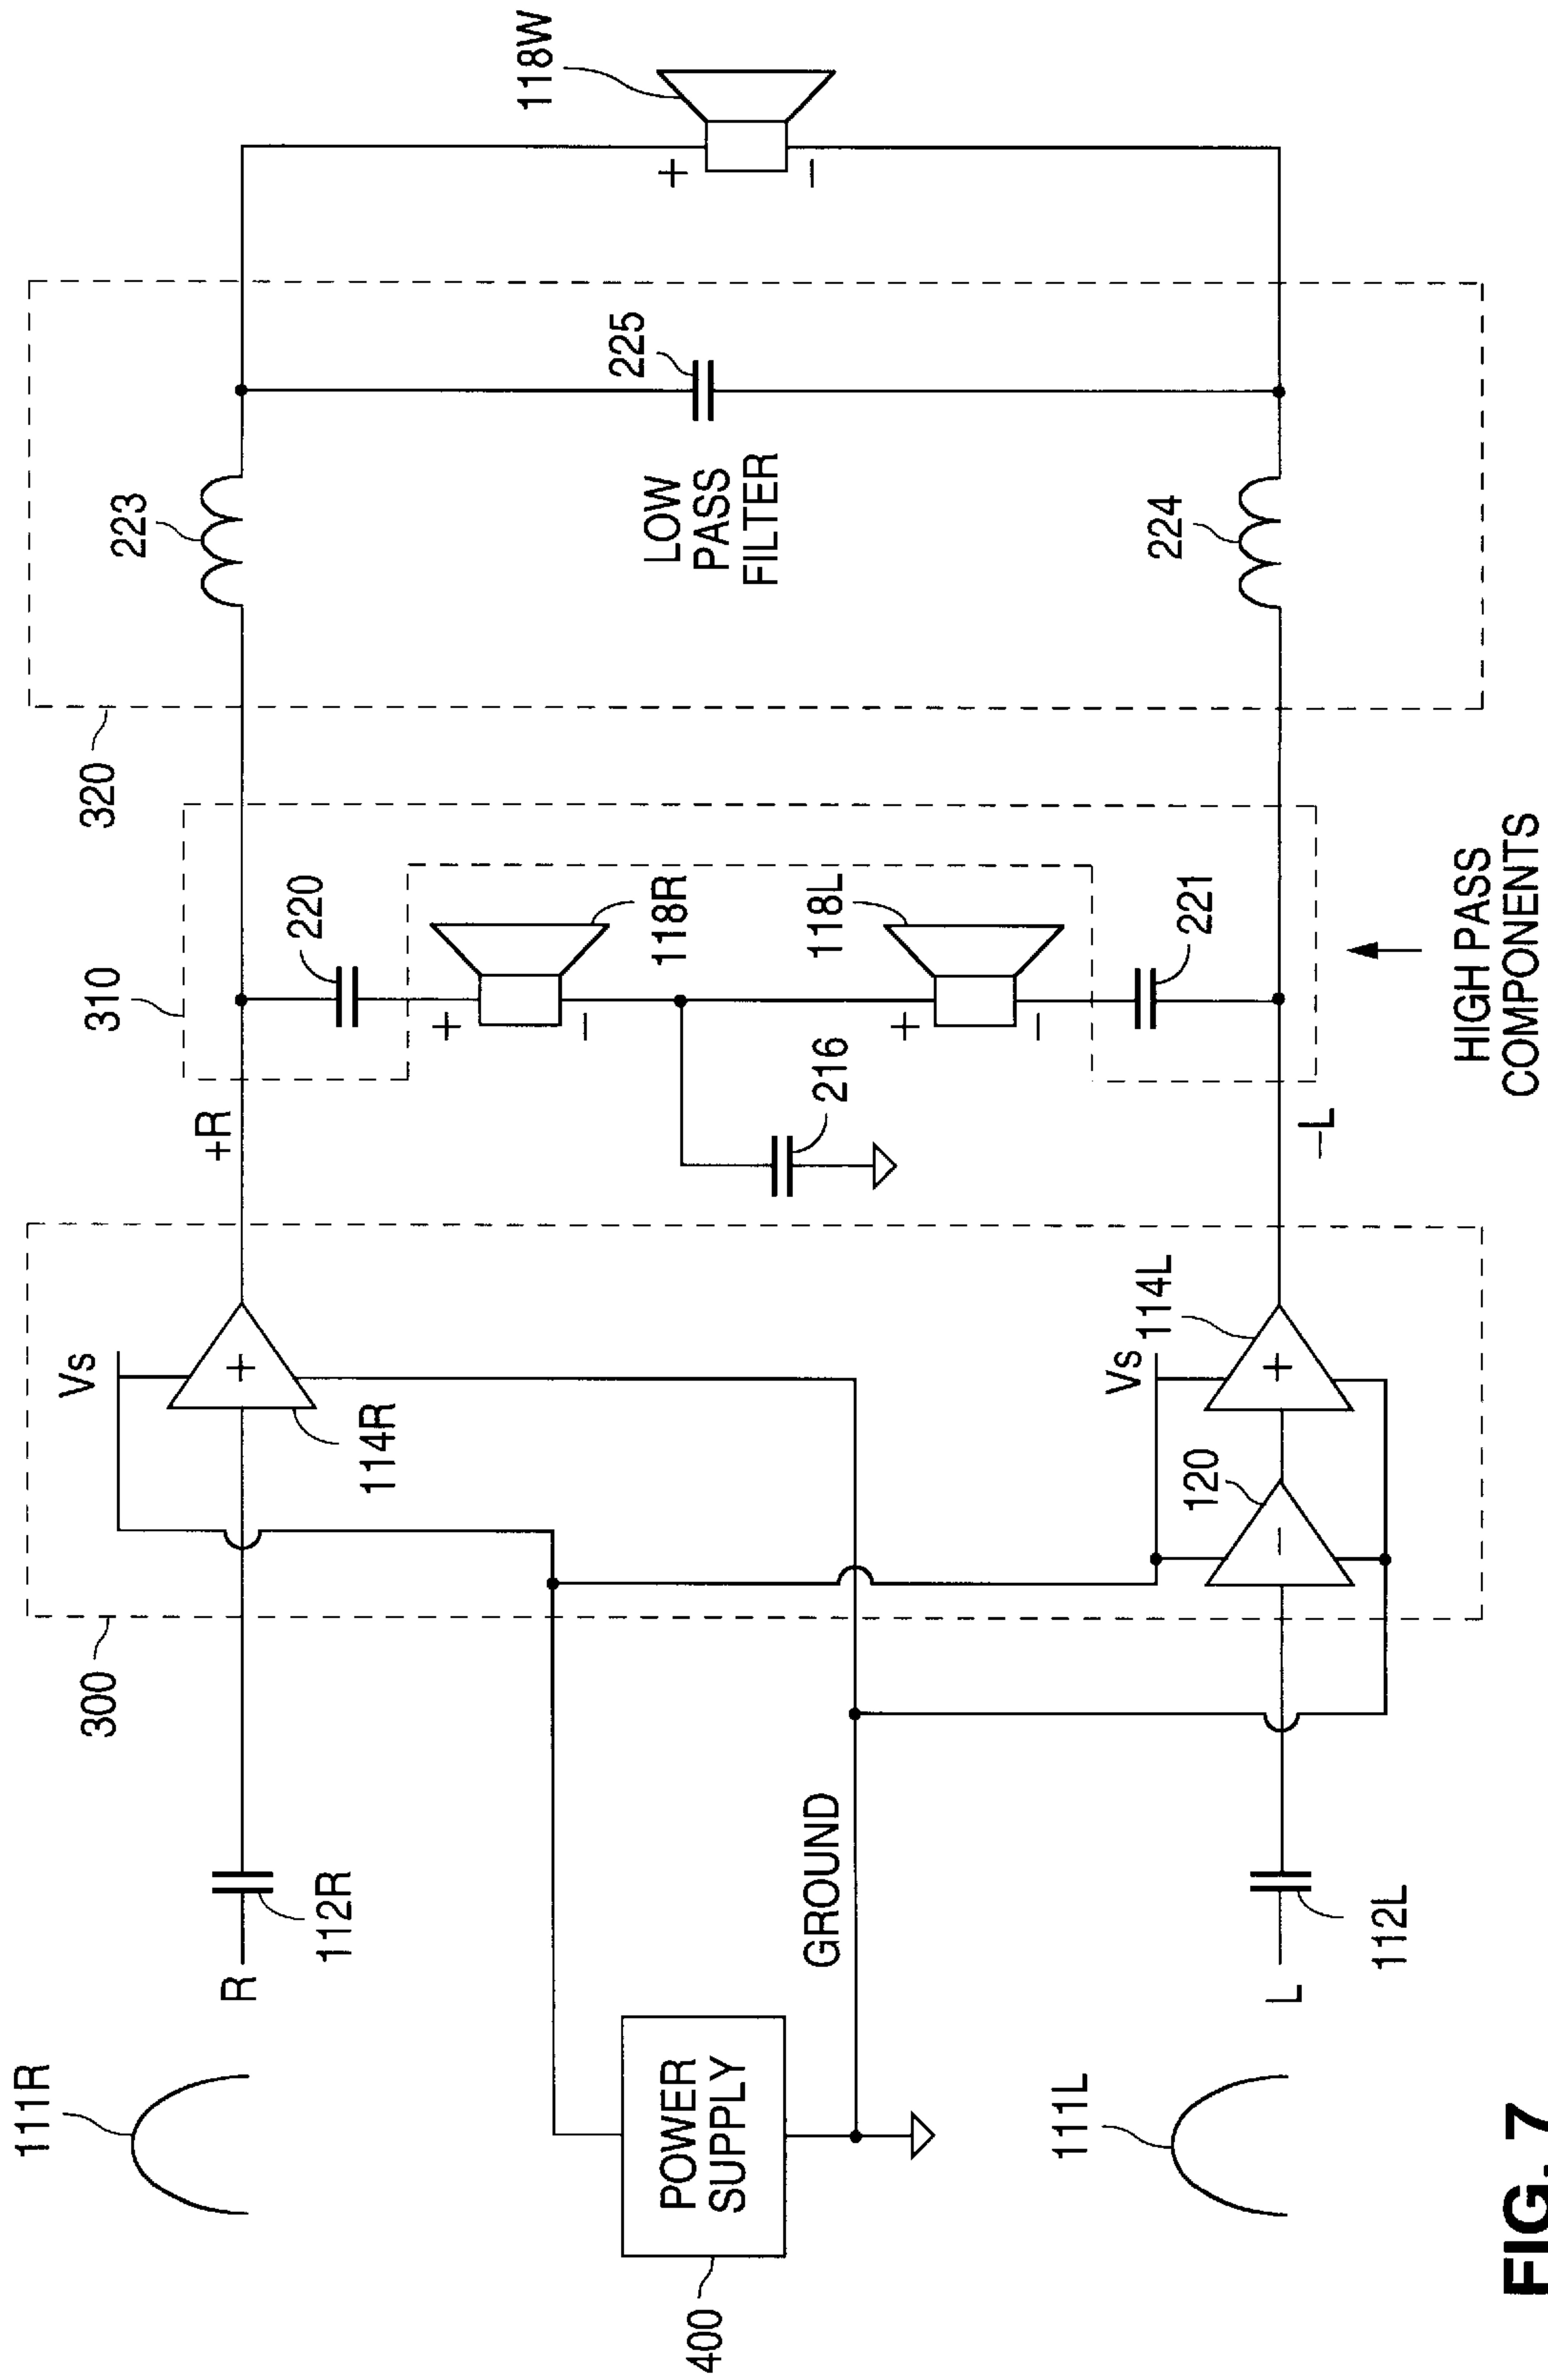 111R
R
112R
300
Vs
114R
+R
310
220
118R
118L
221
216
320
223
LOW
PASS
FILTER
225
224
118W
+
−
+
−
+
−
+
400
POWER
SUPPLY
GROUND
111L
L
112L
120
−
Vs
114L
+
−L
HIGH PASS
COMPONENTS
FIG. 7